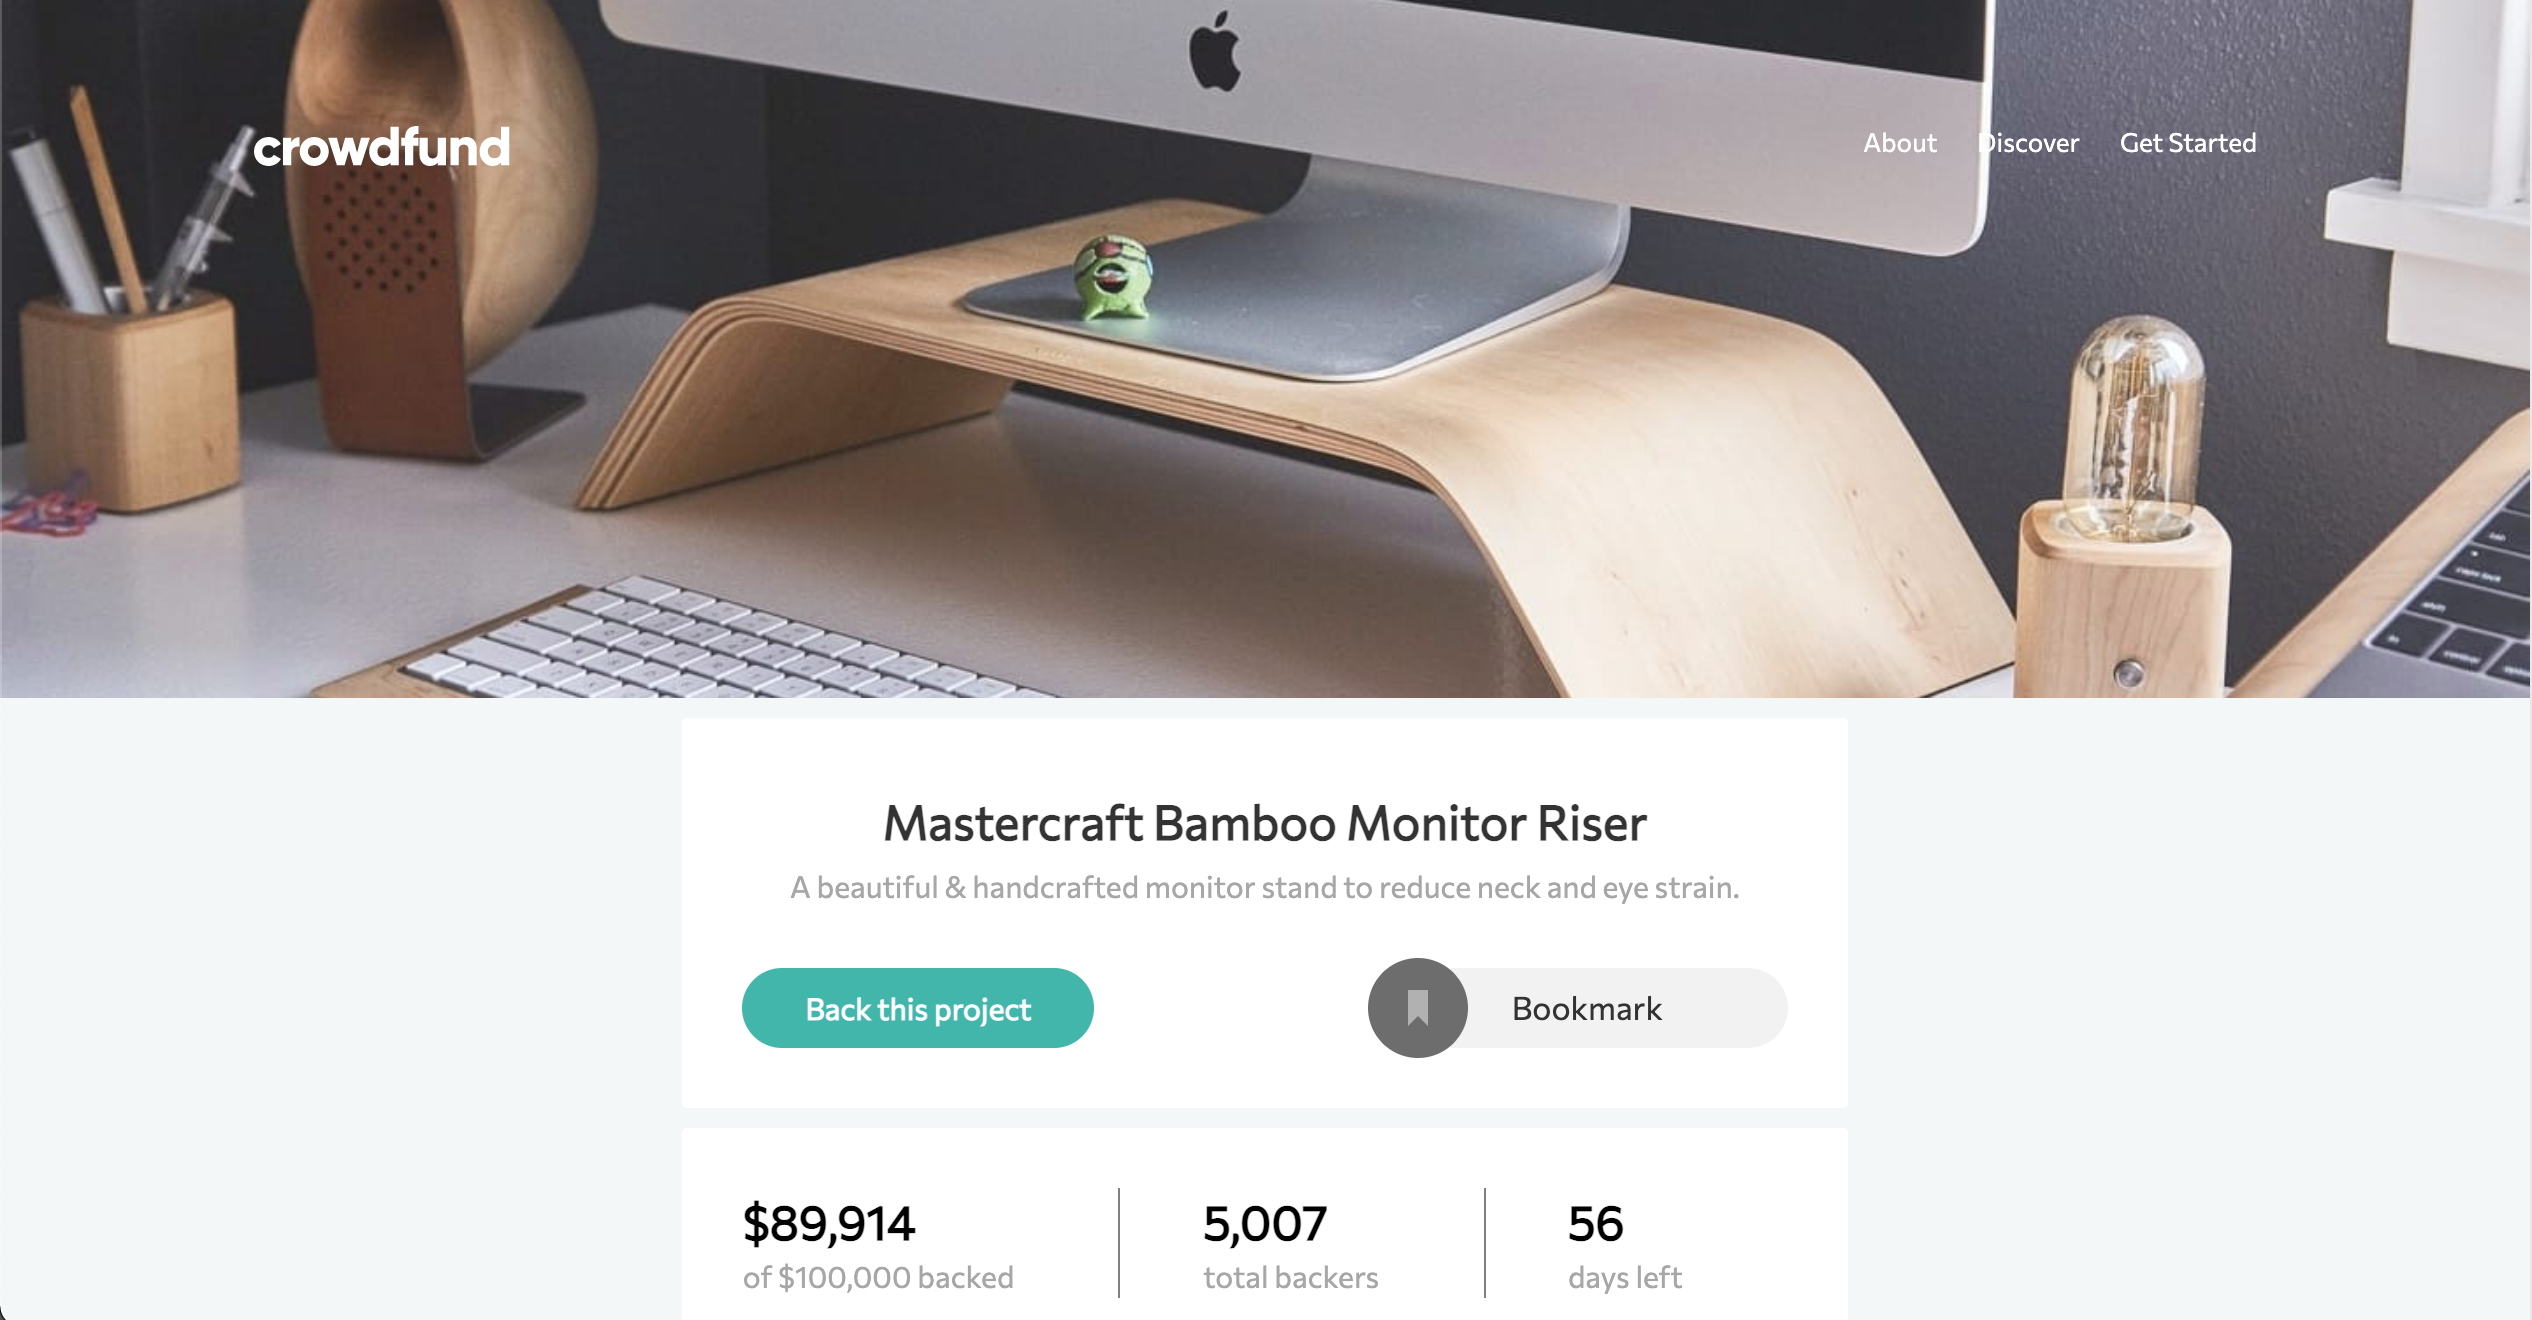 crowdfund
About Discover Get Started
Mastercraft Bamboo Monitor Riser
A beautiful & handcrafted monitor stand to reduce neck and eye strain.
Back this project
Bookmark
$89,914
of $100,000 backed
5,007
total backers
56
days left